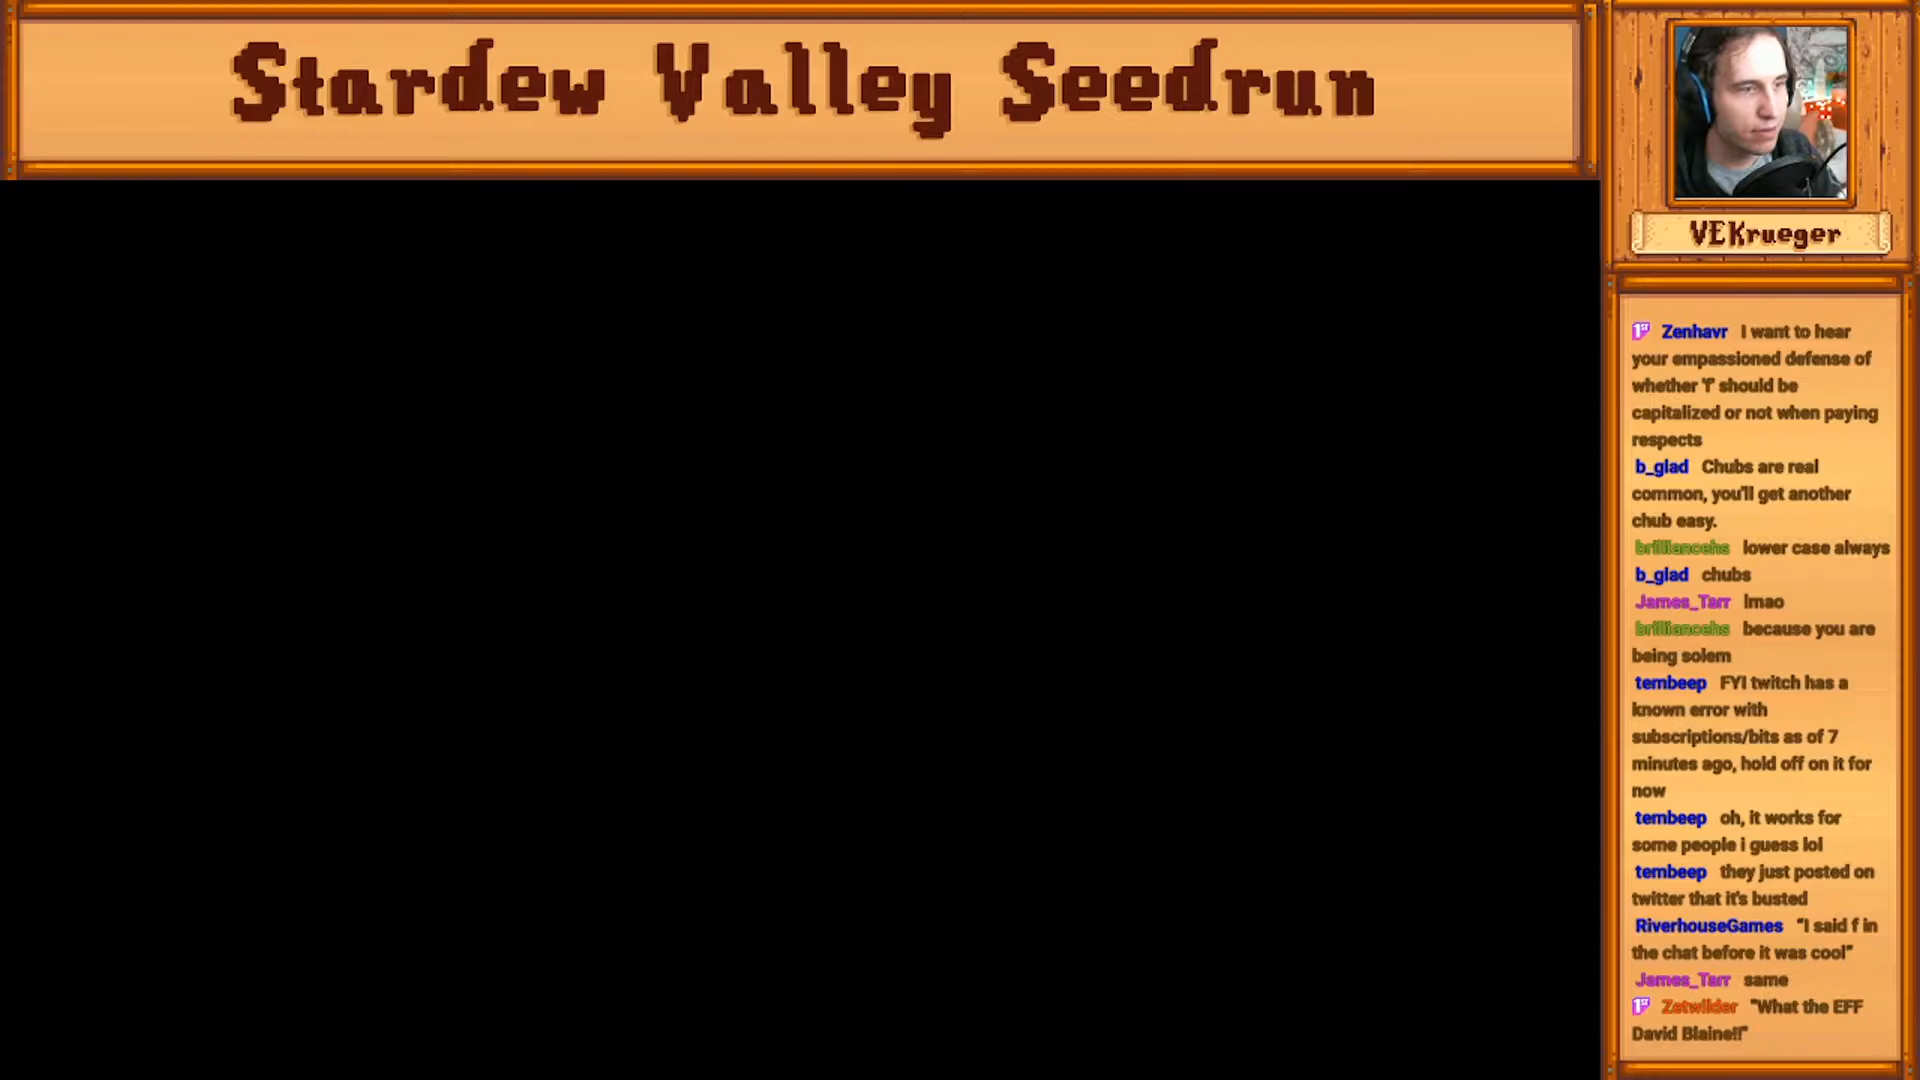 Stardew Valley Seedrun
VEKrueger
1ST Zenhavr I want to hear
your empassioned defense of
whether 'f' should be
capitalized or not when paying
respects
b_glad Chubs are real
common, you'll get another
chub easy.
brilliancehs lower case always
b_glad chubs
James_Tarr lmao
brilliancehs because you are
being solem
tembeep FYI twitch has a
known error with
subscriptions/bits as of 7
minutes ago, hold off on it for
now
tembeep oh, it works for
some people i guess lol
tembeep they just posted on
twitter that it's busted
RiverhouseGames “I said f in
the chat before it was cool”
James_Tarr same
1ST Zetwilder "What the EFF
David Blaine!!"